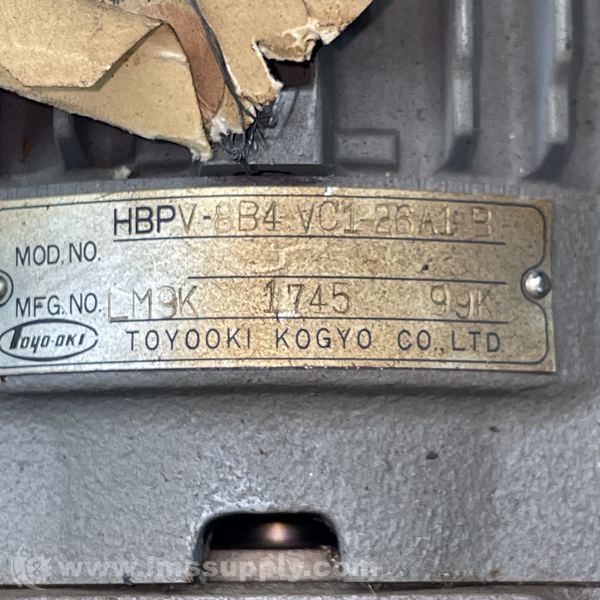 MOD. NO. HBPV-8B4-VC1-26A1-B
MFG. NO. LM9K 1745 99K
TOYO-OKI TOYOOKI KOGYO CO., LTD
www.imssupply.com